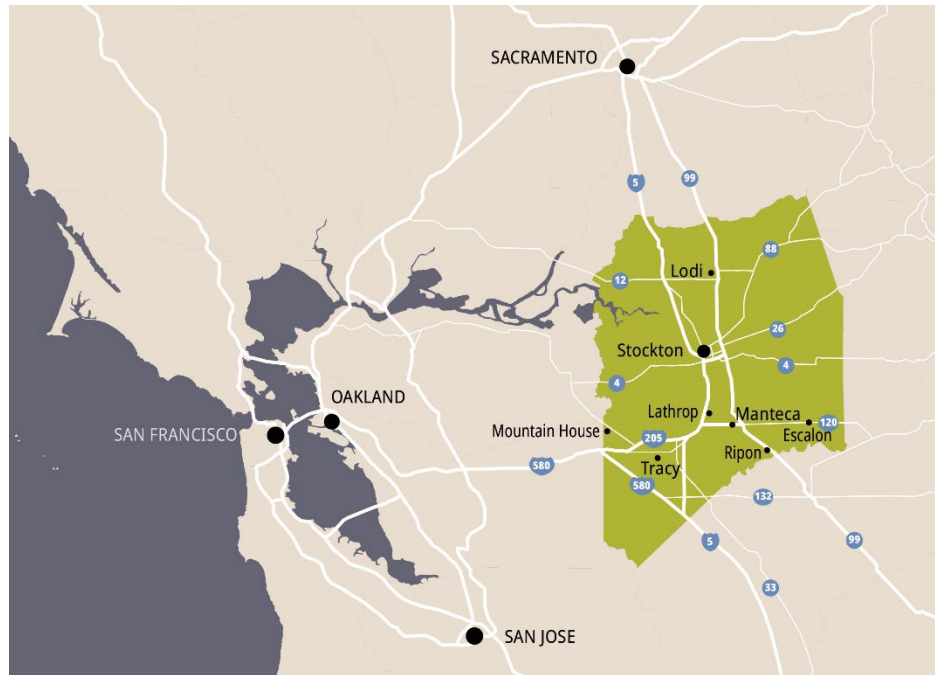 SACRAMENTO
5
99
88
Lodi
12
26
Stockton
4
4
OAKLAND
Lathrop
Manteca
SAN FRANCISCO
Mountain House
120
Escalon
205
Ripon
580
Tracy
580
132
5
99
33
SAN JOSE